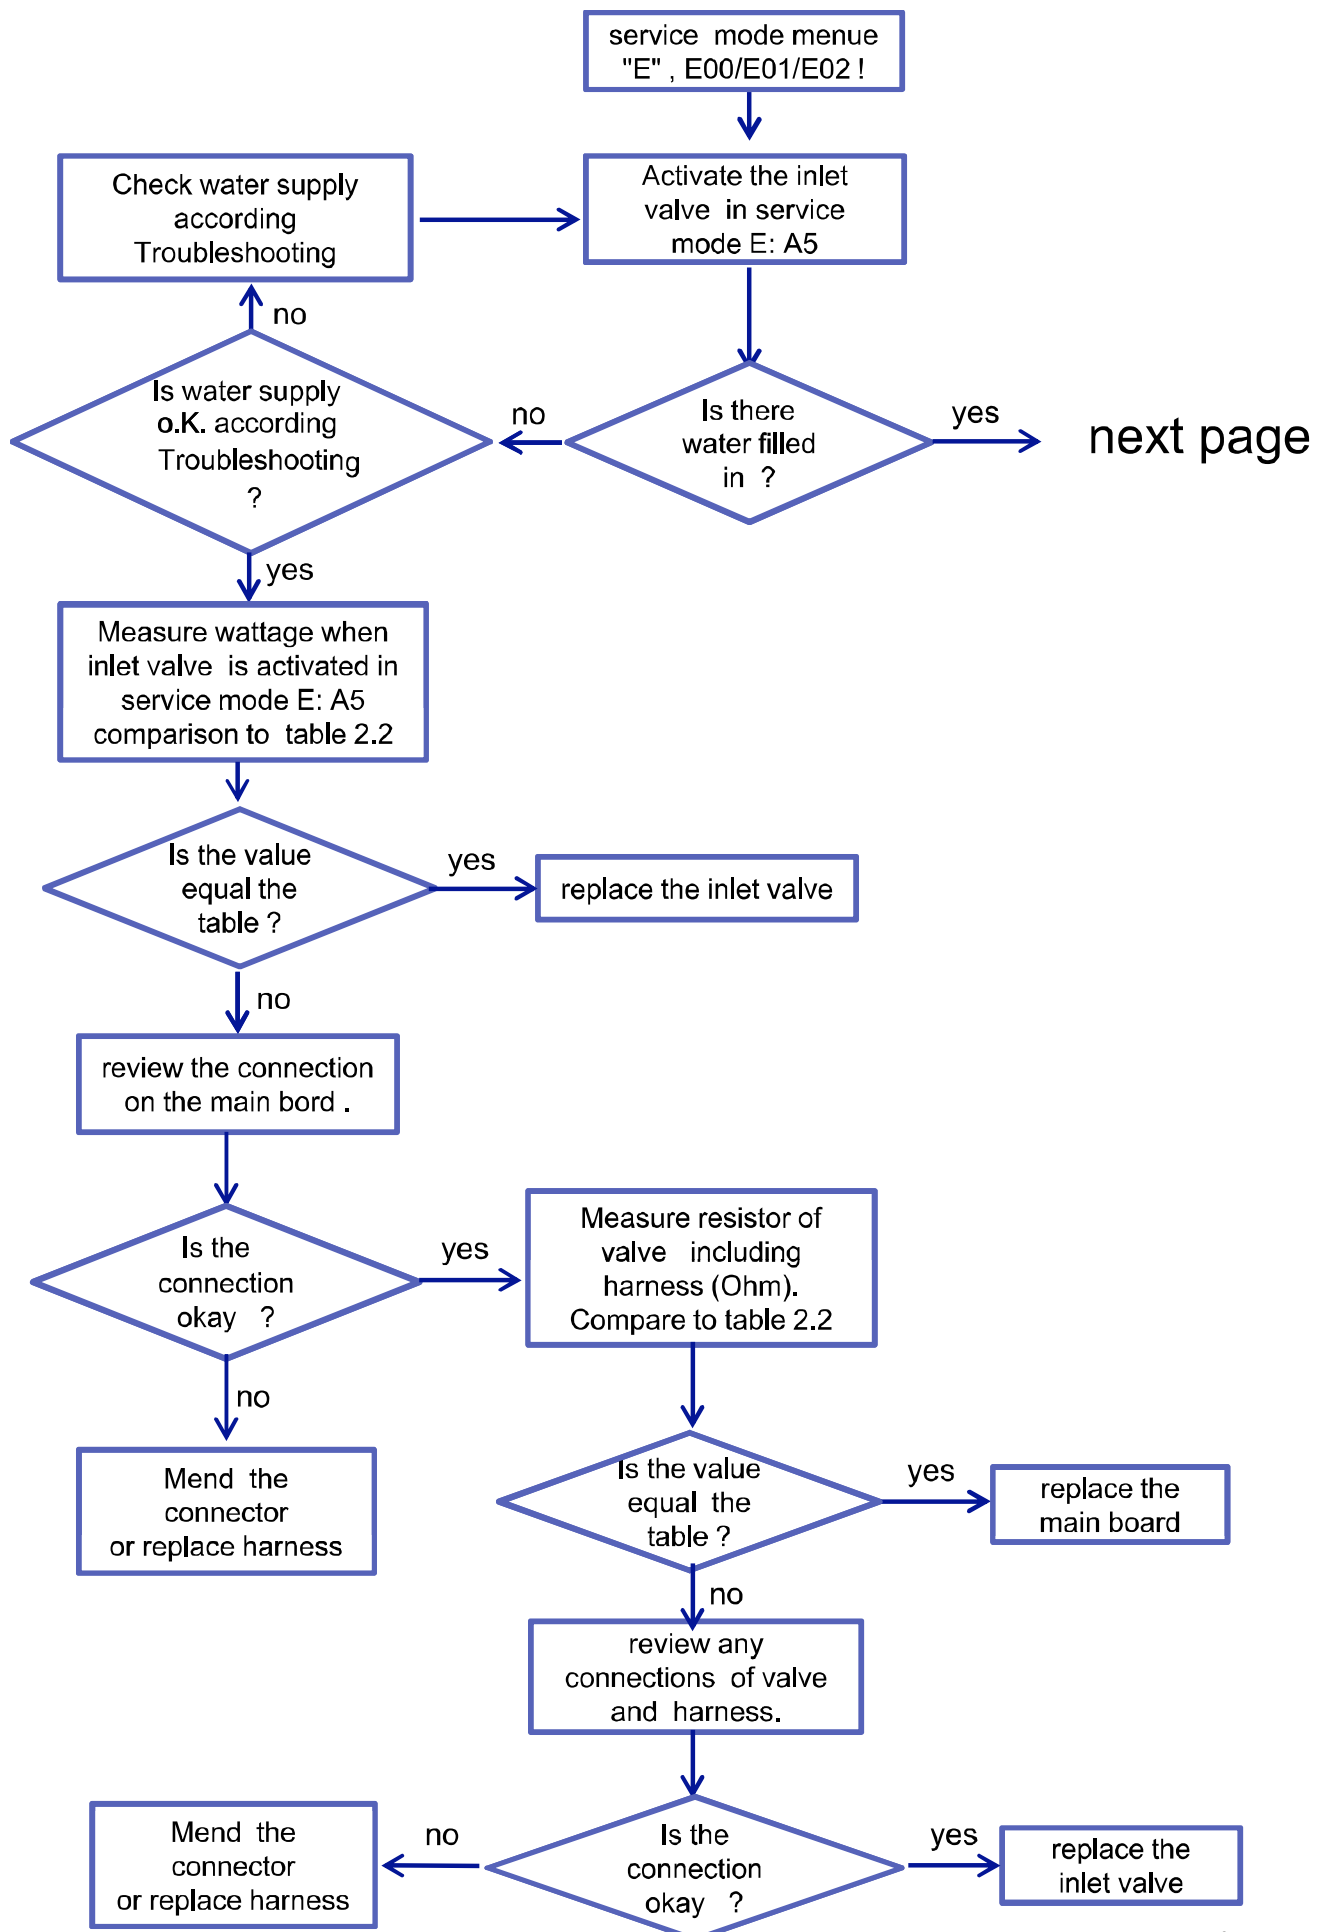 service mode menue
"E" , E00/E01/E02 !
Check water supply
according
Troubleshooting
Activate the inlet
valve in service
mode E: A5
no
Is water supply
o.K. according
Troubleshooting
?
no
Is there
water filled
in ?
yes
next page
yes
Measure wattage when
inlet valve is activated in
service mode E: A5
comparison to table 2.2
Is the value
equal the
table ?
yes
replace the inlet valve
no
review the connection
on the main bord .
Is the
connection
okay ?
yes
Measure resistor of
valve including
harness (Ohm).
Compare to table 2.2
no
Mend the
connector
or replace harness
Is the value
equal the
table ?
yes
replace the
main board
no
review any
connections of valve
and harness.
Mend the
connector
or replace harness
no
Is the
connection
okay ?
yes
replace the
inlet valve